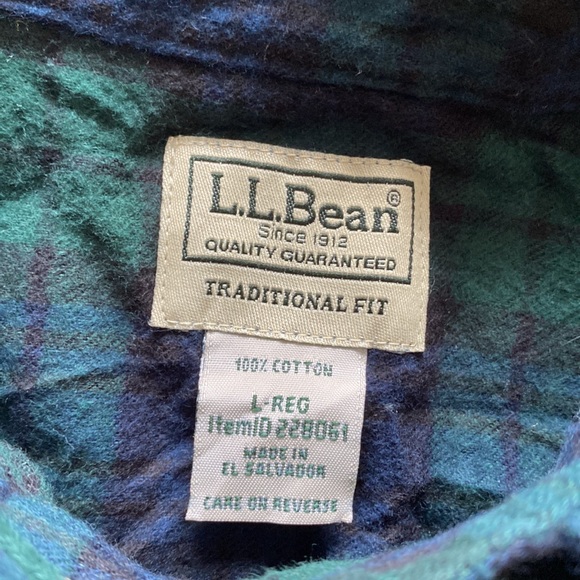 L.L.Bean®
Since 1912
QUALITY GUARANTEED
TRADITIONAL FIT
100% COTTON
L-REG
ItemID 228061
MADE IN
EL SALVADOR
CARE ON REVERSE